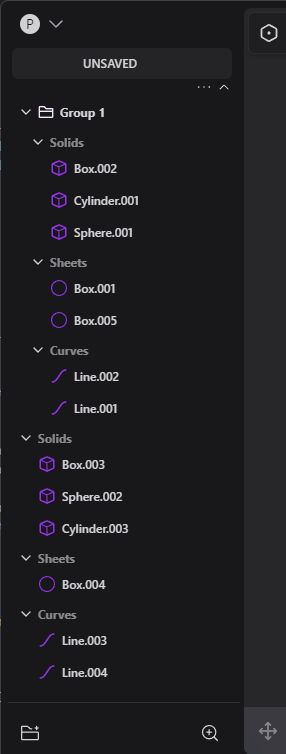 P
UNSAVED
Group 1
Solids
Box.002
Cylinder.001
Sphere.001
Sheets
Box.001
Box.005
Curves
Line.002
Line.001
Solids
Box.003
Sphere.002
Cylinder.003
Sheets
Box.004
Curves
Line.003
Line.004